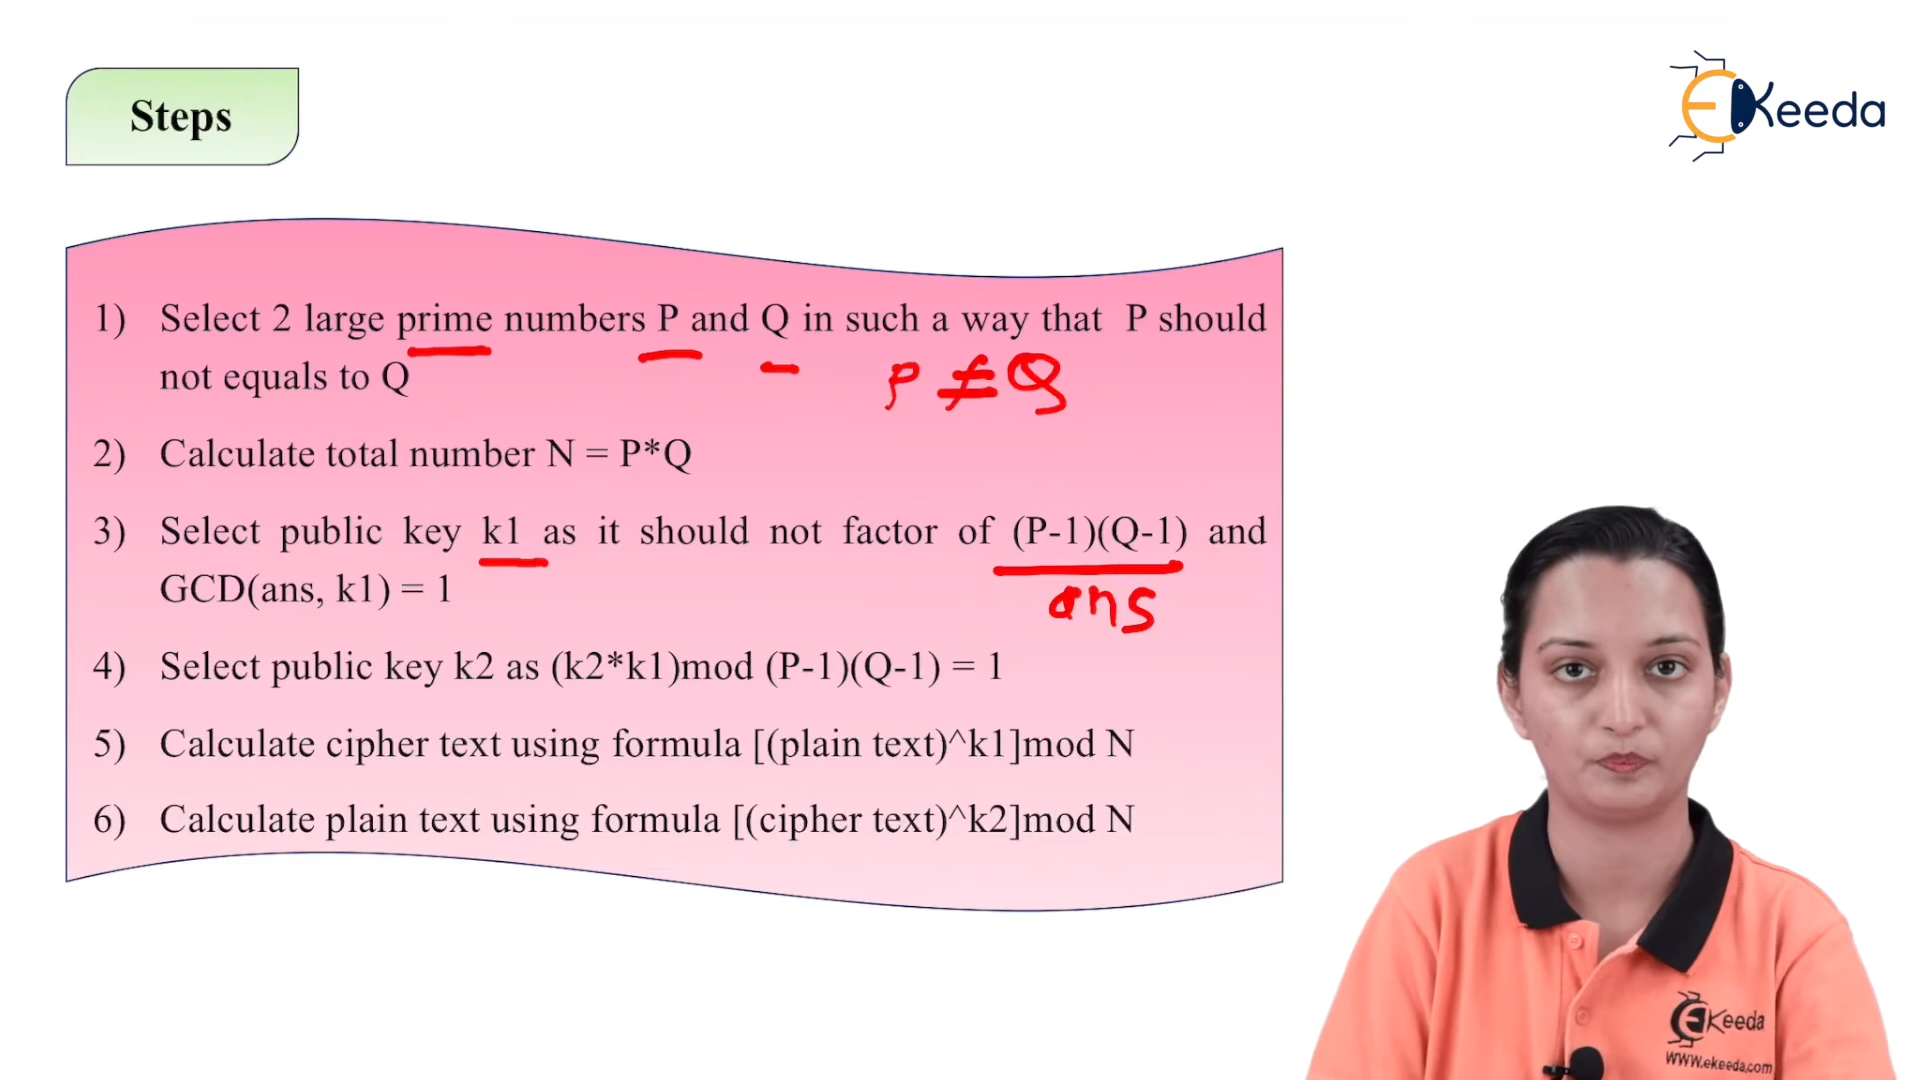 Steps
EKeeda
1) Select 2 large prime numbers P and Q in such a way that P should
not equals to Q
P ≠ Q
2) Calculate total number N = P*Q
3) Select public key k1 as it should not factor of (P-1)(Q-1) and
GCD(ans, k1) = 1
ans
4) Select public key k2 as (k2*k1)mod (P-1)(Q-1) = 1
5) Calculate cipher text using formula [(plain text)^k1]mod N
6) Calculate plain text using formula [(cipher text)^k2]mod N
EKeeda
www.ekeeda.com